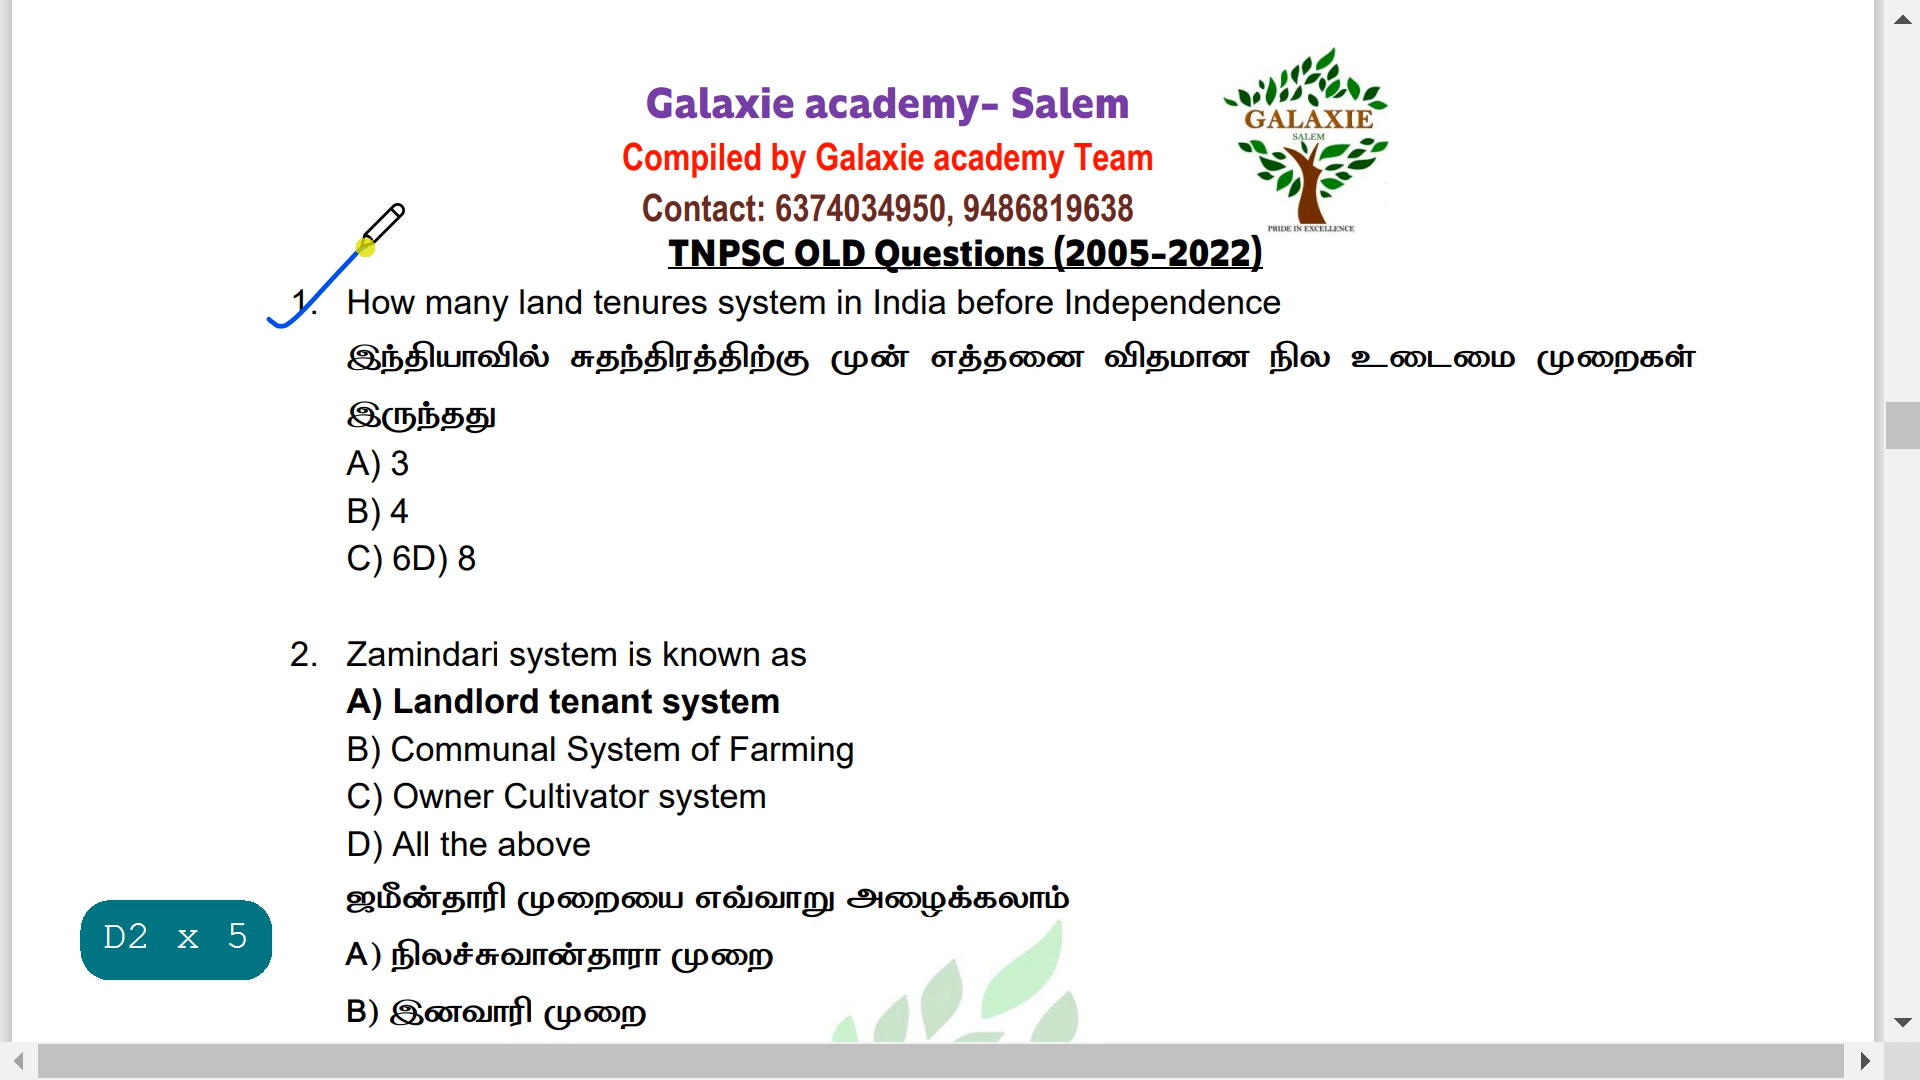 Galaxie academy- Salem
Compiled by Galaxie academy Team
Contact: 6374034950, 9486819638
GALAXIE
SALEM
PRIDE IN EXCELLENCE
TNPSC OLD Questions (2005-2022)
1. How many land tenures system in India before Independence
இந்தியாவில் சுதந்திரத்திற்கு முன் எத்தனை விதமான நில உடைமை முறைகள்
இருந்தது
A) 3
B) 4
C) 6D) 8
2. Zamindari system is known as
A) Landlord tenant system
B) Communal System of Farming
C) Owner Cultivator system
D) All the above
ஜமீன்தாரி முறையை எவ்வாறு அழைக்கலாம்
A) நிலச்சுவான்தாரா முறை
B) இனவாரி முறை
D2 x 5